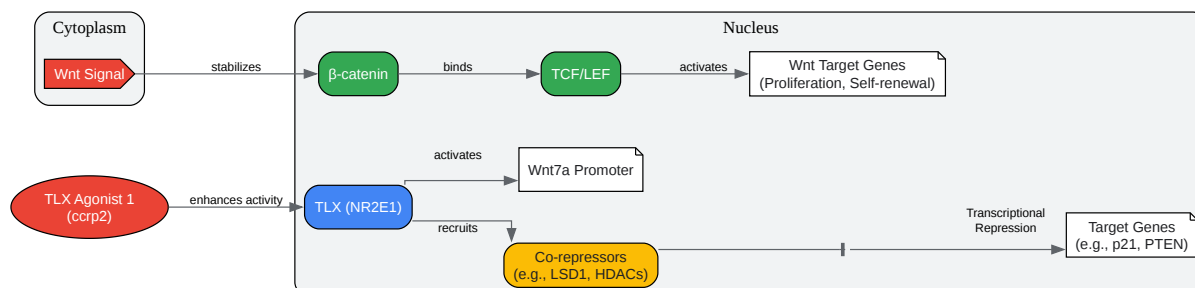 Cytoplasm
Nucleus
Wnt Signal
stabilizes
β-catenin
binds
TCF/LEF
activates
Wnt Target Genes
(Proliferation, Self-renewal)
TLX Agonist 1
(ccrp2)
enhances activity
TLX (NR2E1)
activates
Wnt7a Promoter
recruits
Co-repressors
(e.g., LSD1, HDACs)
Transcriptional
Repression
Target Genes
(e.g., p21, PTEN)